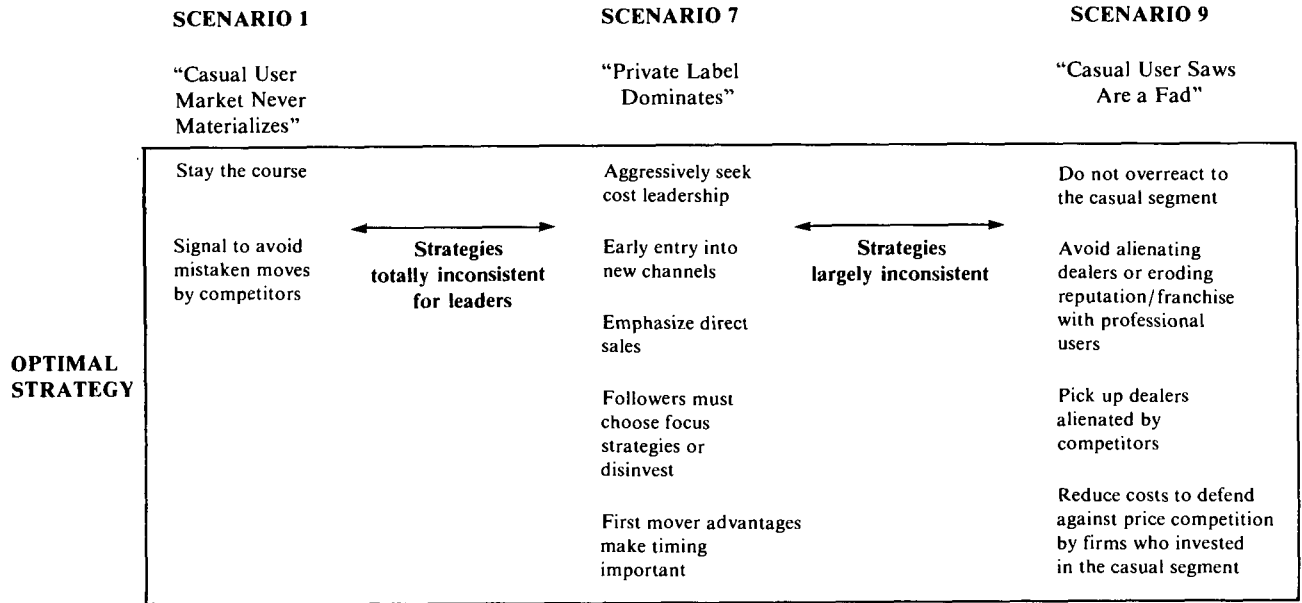 SCENARIO 1
"Casual User
Market Never
Materializes"
SCENARIO 7
"Private Label
Dominates"
SCENARIO 9
"Casual User Saws
Are a Fad"
OPTIMAL
STRATEGY
Stay the course
Signal to avoid
mistaken moves
by competitors
Strategies
totally inconsistent
for leaders
Aggressively seek
cost leadership
Early entry into
new channels
Emphasize direct
sales
Followers must
choose focus
strategies or
disinvest
First mover advantages
make timing
important
Strategies
largely inconsistent
Do not overreact to
the casual segment
Avoid alienating
dealers or eroding
reputation/franchise
with professional
users
Pick up dealers
alienated by
competitors
Reduce costs to defend
against price competition
by firms who invested
in the casual segment